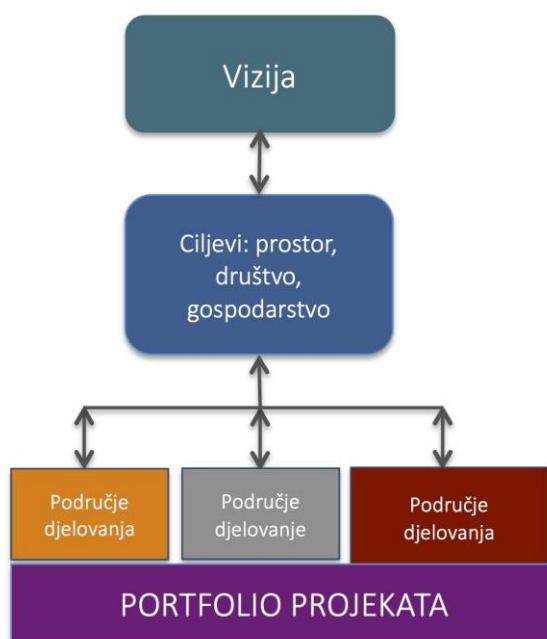 Vizija
Ciljevi: prostor,
društvo,
gospodarstvo
Područje
djelovanja
Područje
djelovanje
Područje
djelovanja
PORTFOLIO PROJEKATA